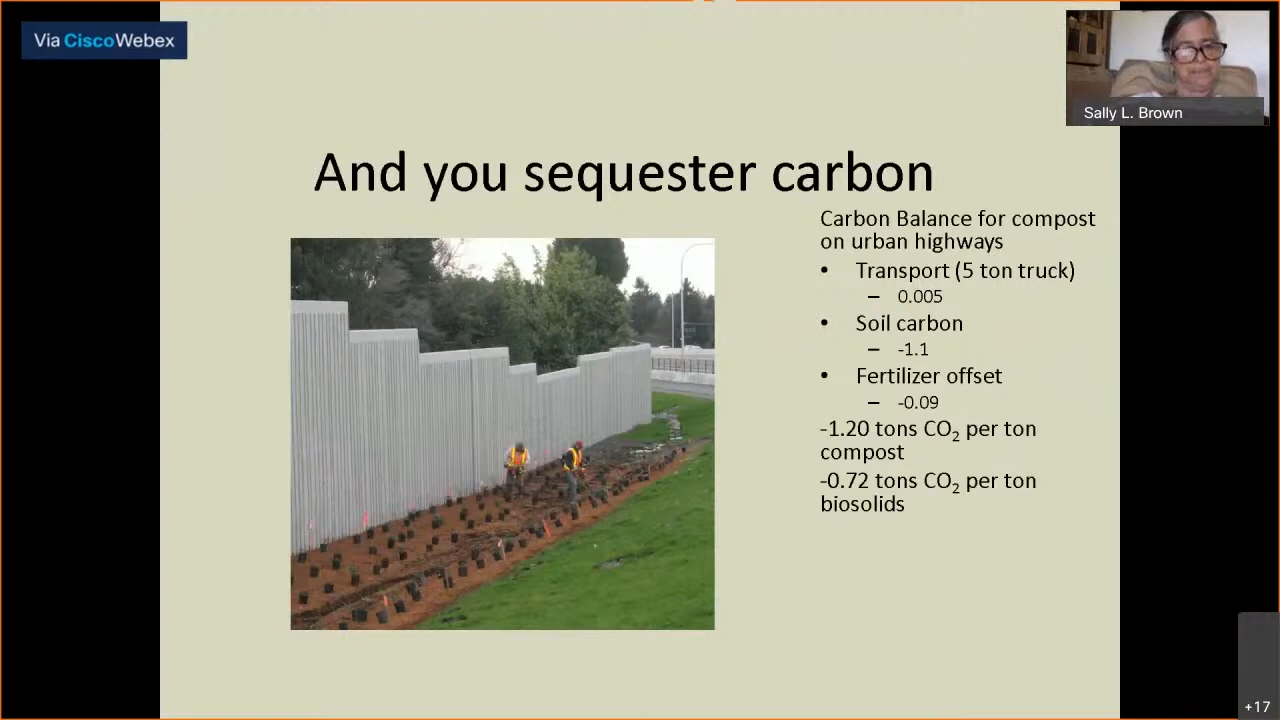 Via CiscoWebex
Sally L. Brown
And you sequester carbon
Carbon Balance for compost
on urban highways
• Transport (5 ton truck)
– 0.005
• Soil carbon
– -1.1
• Fertilizer offset
– -0.09
-1.20 tons CO₂ per ton
compost
-0.72 tons CO₂ per ton
biosolids
+17